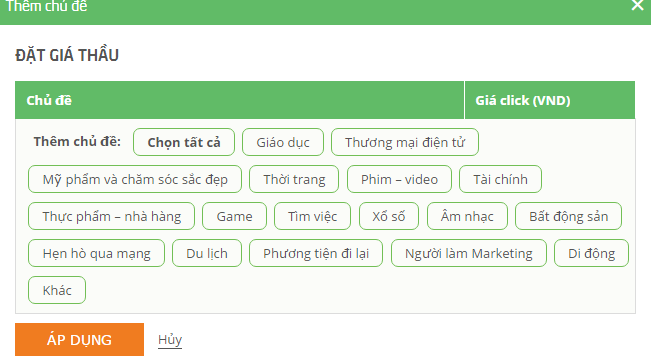 Thêm chủ đề ✕
ĐẶT GIÁ THẦU
Chủ đề Giá click (VND)
Thêm chủ đề: Chọn tất cả Giáo dục Thương mại điện tử
Mỹ phẩm và chăm sóc sắc đẹp Thời trang Phim – video Tài chính
Thực phẩm – nhà hàng Game Tìm việc Xổ số Âm nhạc Bất động sản
Hẹn hò qua mạng Du lịch Phương tiện đi lại Người làm Marketing Di động
Khác
ÁP DỤNG Hủy